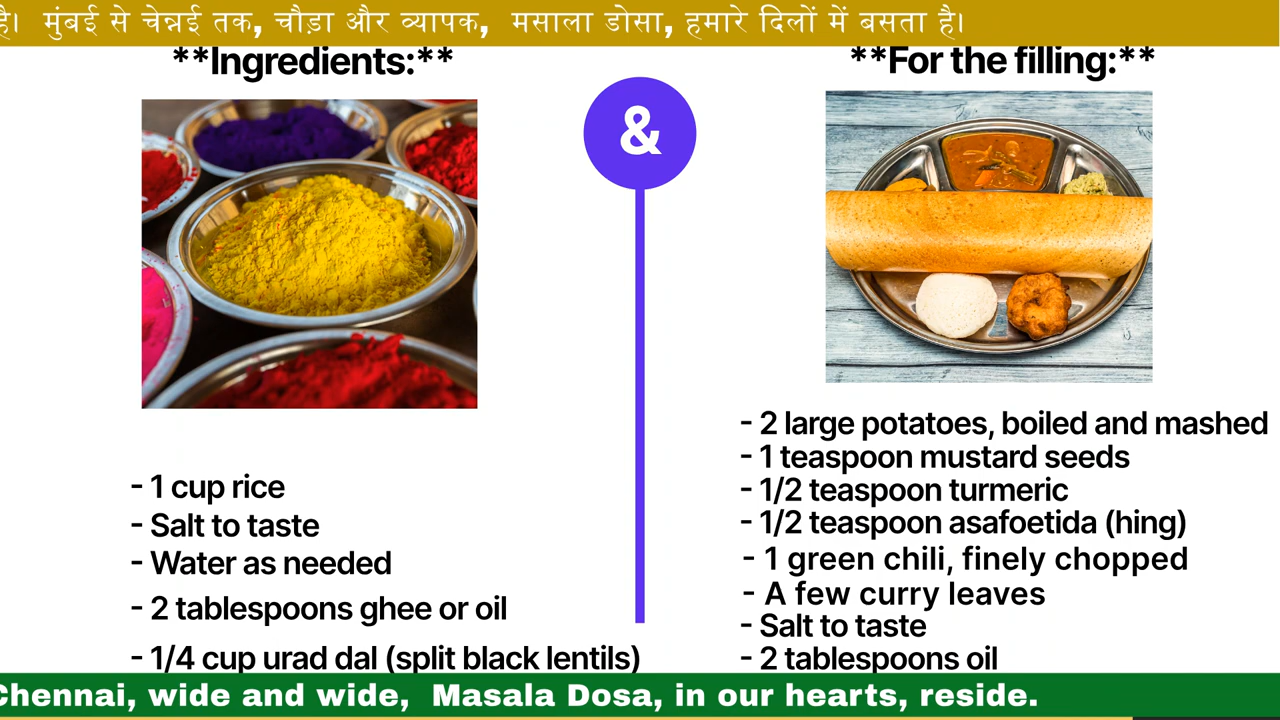 है। मुंबई से चेन्नई तक, चौड़ा और व्यापक, मसाला डोसा, हमारे दिलों में बसता है।
**Ingredients:**
- 1 cup rice
- Salt to taste
- Water as needed
- 2 tablespoons ghee or oil
- 1/4 cup urad dal (split black lentils)
&
**For the filling:**
- 2 large potatoes, boiled and mashed
- 1 teaspoon mustard seeds
- 1/2 teaspoon turmeric
- 1/2 teaspoon asafoetida (hing)
- 1 green chili, finely chopped
- A few curry leaves
- Salt to taste
- 2 tablespoons oil
Chennai, wide and wide, Masala Dosa, in our hearts, reside.